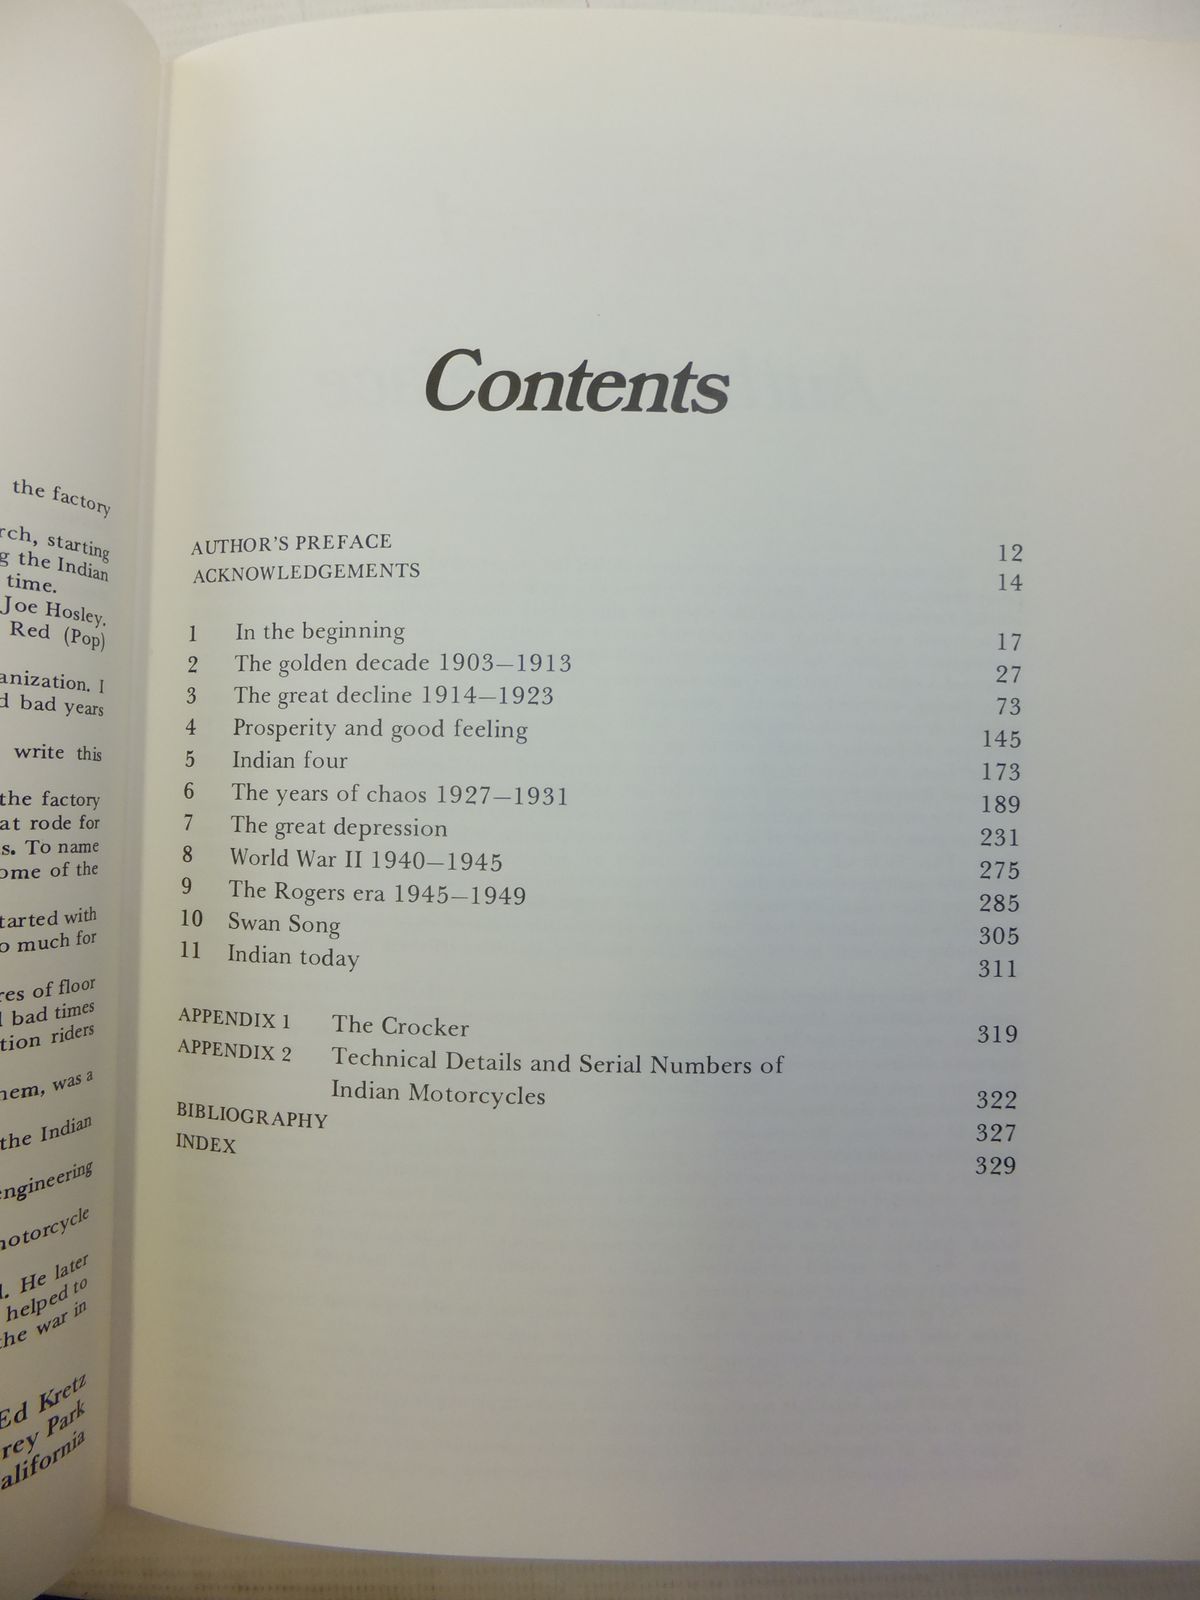 the factory
rch, starting
g the Indian
time.
Joe Hosley.
Red (Pop)
anization. I
d bad years
write this
the factory
at rode for
s. To name
ome of the
tarted with
o much for
res of floor
l bad times
tion riders
hem, was a
the Indian
engineering
motorcycle
l. He later
helped to
the war in
Ed Kretz
rey Park
alifornia
Contents
AUTHOR'S PREFACE 12
ACKNOWLEDGEMENTS 14
1 In the beginning 17
2 The golden decade 1903—1913 27
3 The great decline 1914—1923 73
4 Prosperity and good feeling 145
5 Indian four 173
6 The years of chaos 1927—1931 189
7 The great depression 231
8 World War II 1940—1945 275
9 The Rogers era 1945—1949 285
10 Swan Song 305
11 Indian today 311
APPENDIX 1 The Crocker 319
APPENDIX 2 Technical Details and Serial Numbers of
Indian Motorcycles 322
BIBLIOGRAPHY 327
INDEX 329